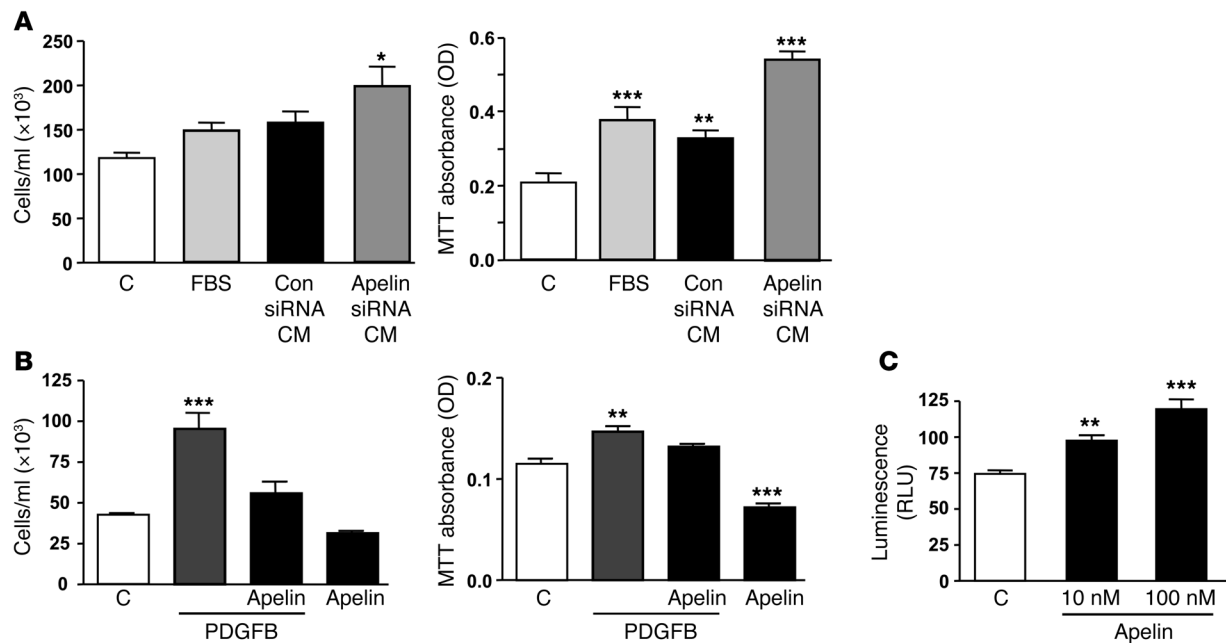 A
Cells/ml (×10³)
250
200
150
100
50
0
*
C
FBS
Con
siRNA
CM
Apelin
siRNA
CM
MTT absorbance (OD)
0.6
0.4
0.2
0.0
***
**
***
C
FBS
Con
siRNA
CM
Apelin
siRNA
CM
B
Cells/ml (×10³)
125
100
75
50
25
0
***
C
Apelin
Apelin
PDGFB
MTT absorbance (OD)
0.2
0.1
0.0
**
***
C
Apelin
Apelin
PDGFB
C
Luminescence
(RLU)
125
100
75
50
25
0
**
***
C
10 nM
100 nM
Apelin